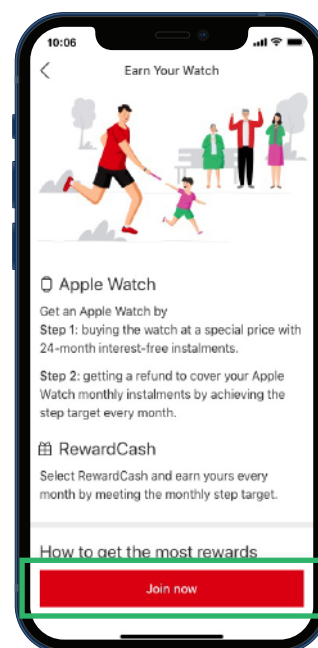 10:06
Earn Your Watch
Apple Watch
Get an Apple Watch by
Step 1: buying the watch at a special price with
24-month interest-free instalments.
Step 2: getting a refund to cover your Apple
Watch monthly instalments by achieving the
step target every month.
RewardCash
Select RewardCash and earn yours every
month by meeting the monthly step target.
How to get the most rewards
Join now